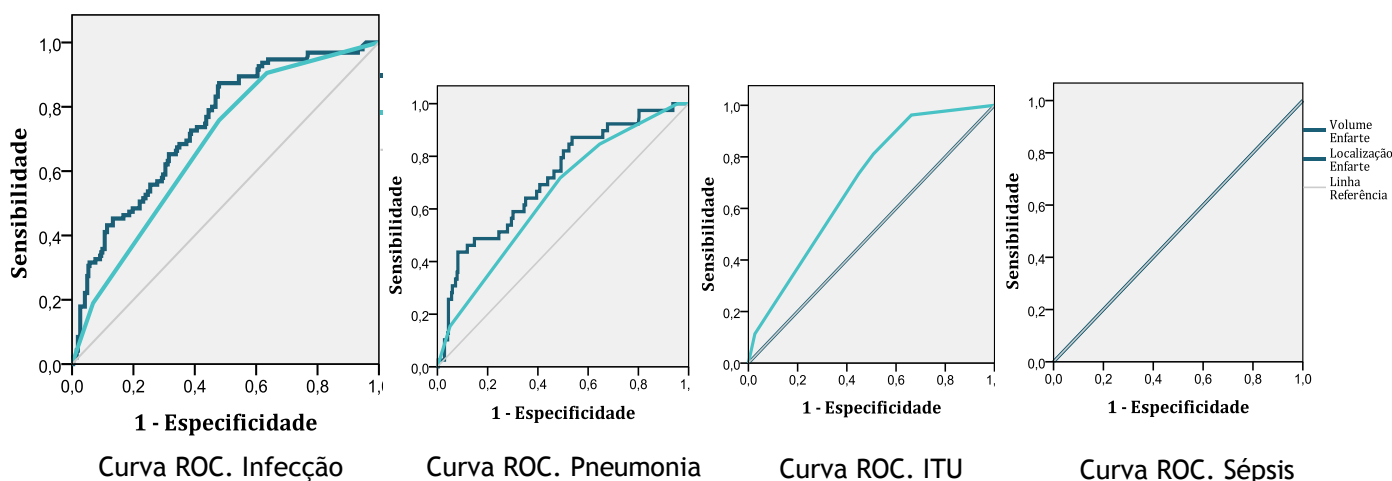 1,0
0,8
0,6
0,4
0,2
0,0
0,0 0,2 0,4 0,6 0,8 1,
Sensibilidade
1 - Especificidade
Curva ROC. Infecção
1,0
0,8
0,6
0,4
0,2
0,0
0,0 0,2 0,4 0,6 0,8 1,
Sensibilidade
1 - Especificidade
Curva ROC. Pneumonia
1,0
0,8
0,6
0,4
0,2
0,0
0,0 0,2 0,4 0,6 0,8 1,0
Sensibilidade
1 - Especificidade
Curva ROC. ITU
1,0
0,8
0,6
0,4
0,2
0,0
0,0 0,2 0,4 0,6 0,8 1,0
Sensibilidade
1 - Especificidade
Curva ROC. Sépsis
Volume
Enfarte
Localização
Enfarte
Linha
Referência